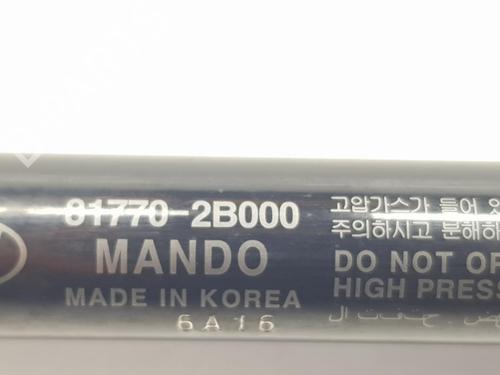 81770-2B000
MANDO
MADE IN KOREA
6A16
고압가스가 들어
주의하시고 분해하
DO NOT OP
HIGH PRESS